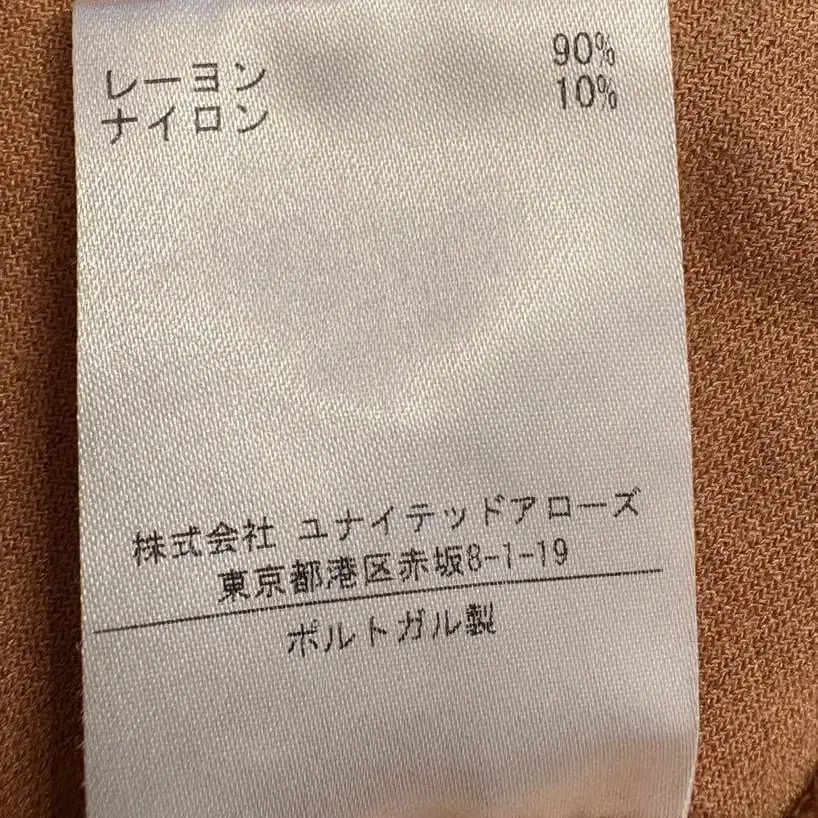 レーヨン 90%
ナイロン 10%
株式会社 ユナイテッドアローズ
東京都港区赤坂8-1-19
ポルトガル製